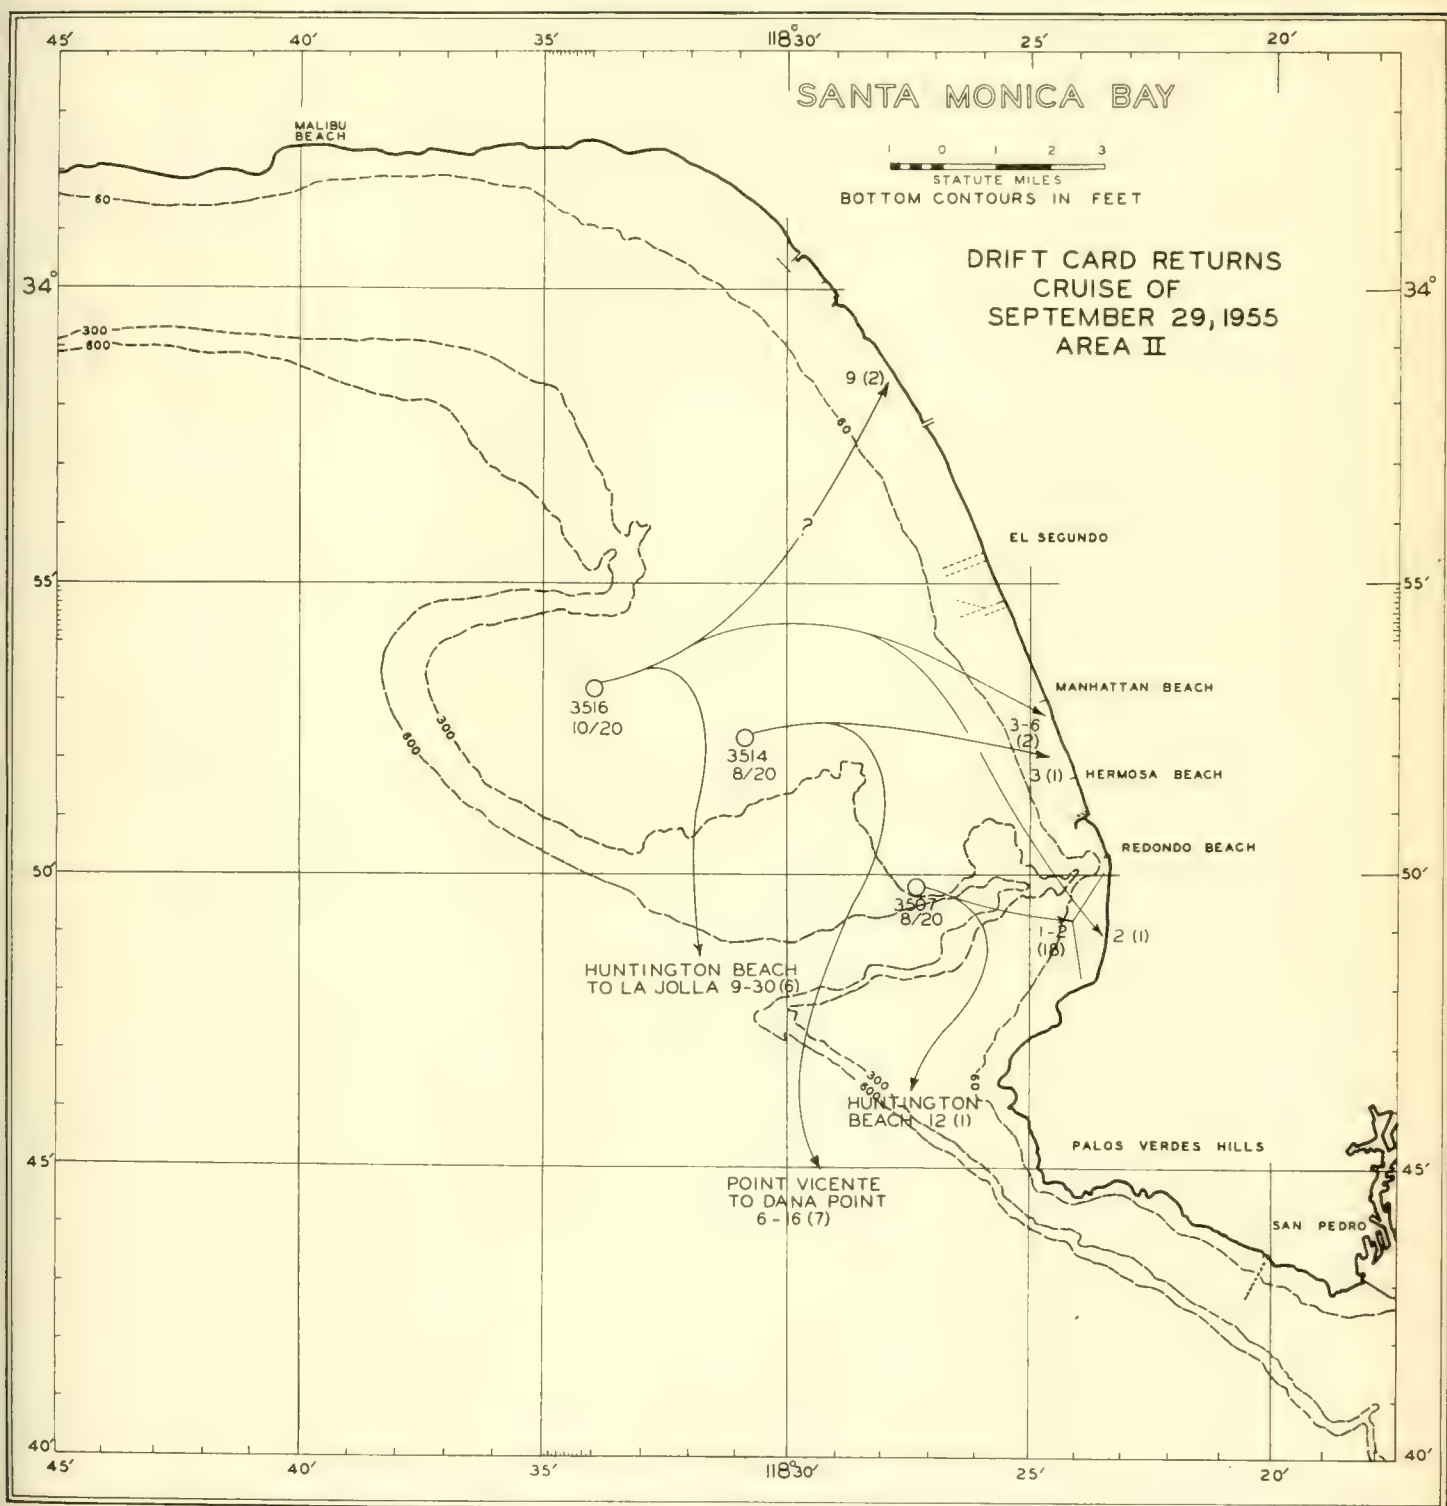 45′ 40′ 35′ 118°30′ 25′ 20′
SANTA MONICA BAY
MALIBU
BEACH
1 0 1 2 3
STATUTE MILES
BOTTOM CONTOURS IN FEET
60
DRIFT CARD RETURNS
CRUISE OF
SEPTEMBER 29, 1955
AREA II
34° 34°
300
600
9 (2)
60
?
EL SEGUNDO
55′ 55′
MANHATTAN BEACH
3516
10/20
300
600
3-6
(2)
3514
8/20
3 (1)
HERMOSA BEACH
REDONDO BEACH
50′ 50′
3507
8/20
1-2
(18)
2 (1)
HUNTINGTON BEACH
TO LA JOLLA 9-30 (6)
300
600
60
HUNTINGTON
BEACH 12 (1)
PALOS VERDES HILLS
45′ 45′
POINT VICENTE
TO DANA POINT
6-16 (7)
SAN PEDRO
40′ 40′
45′ 40′ 35′ 118°30′ 25′ 20′